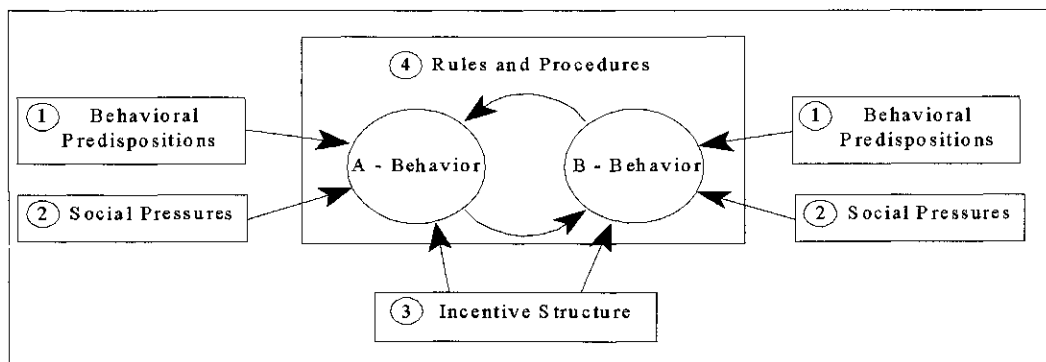 4 Rules and Procedures
1 Behavioral
Predispositions
1 Behavioral
Predispositions
A - Behavior
B - Behavior
2 Social Pressures
2 Social Pressures
3 Incentive Structure